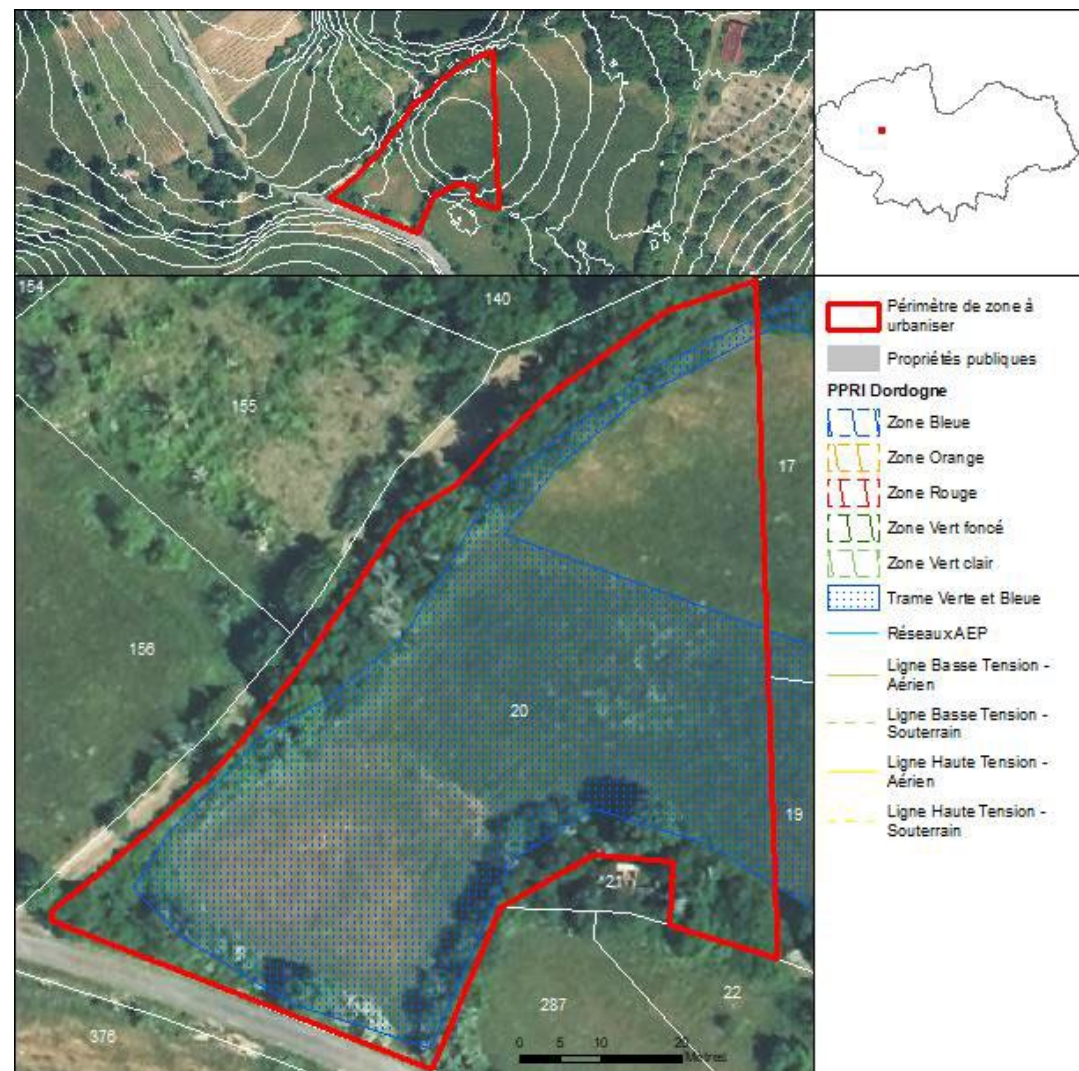 154
140
155
17
156
20
19
21
287
22
376
0 5 10 20
Mètres
Périmètre de zone à
urbaniser
Propriétés publiques
PPRI Dordogne
Zone Bleue
Zone Orange
Zone Rouge
Zone Vert foncé
Zone Vert clair
Trame Verte et Bleue
Réseaux AEP
Ligne Basse Tension -
Aérien
Ligne Basse Tension -
Souterrain
Ligne Haute Tension -
Aérien
Ligne Haute Tension -
Souterrain